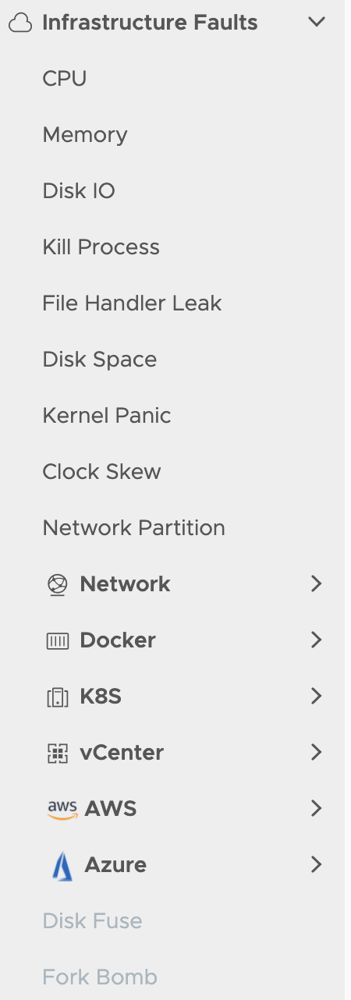 Infrastructure Faults
CPU
Memory
Disk IO
Kill Process
File Handler Leak
Disk Space
Kernel Panic
Clock Skew
Network Partition
Network
Docker
K8S
vCenter
aws AWS
Azure
Disk Fuse
Fork Bomb